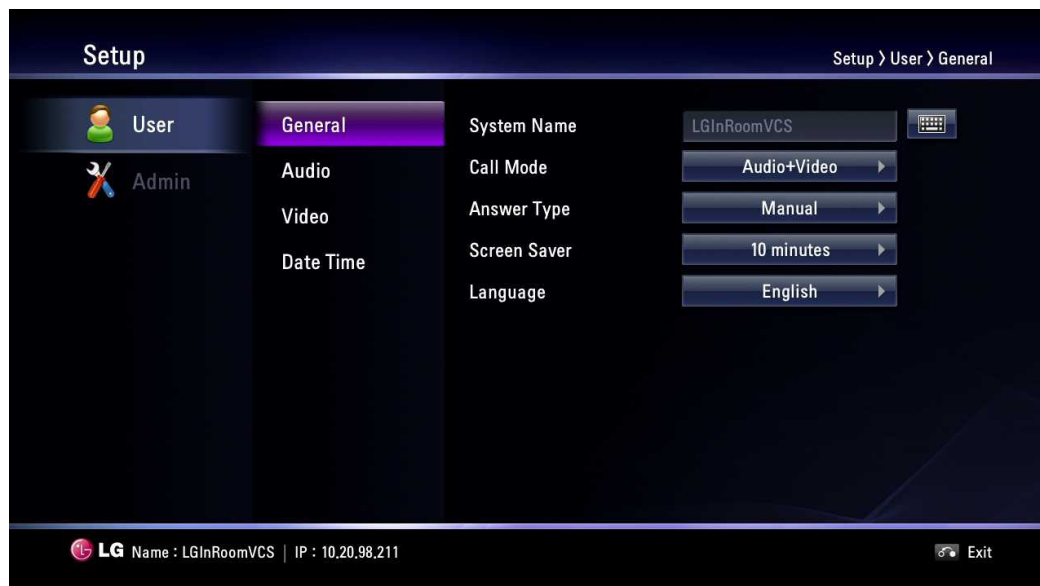 Setup
Setup > User > General
User
Admin
General
Audio
Video
Date Time
System Name LGInRoomVCS
Call Mode Audio+Video
Answer Type Manual
Screen Saver 10 minutes
Language English
LG Name : LGInRoomVCS | IP : 10.20.98.211
Exit